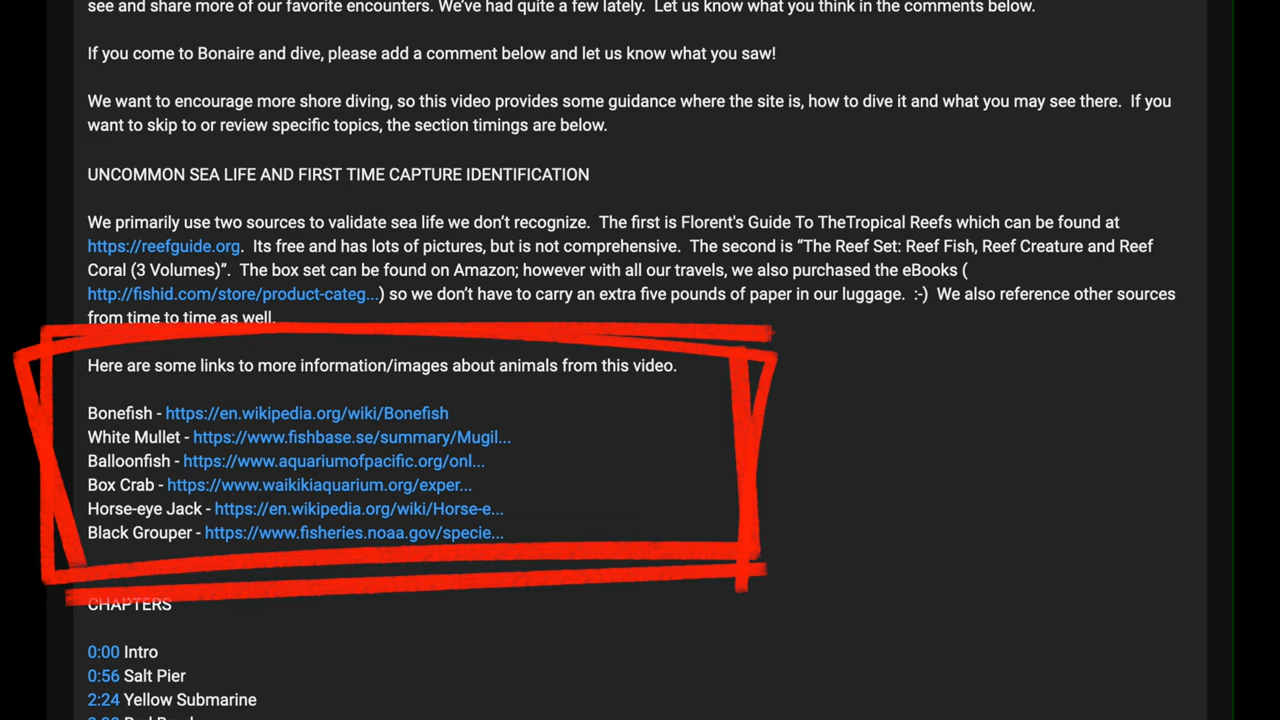 see and share more of our favorite encounters. We've had quite a few lately.  Let us know what you think in the comments below.
If you come to Bonaire and dive, please add a comment below and let us know what you saw!
We want to encourage more shore diving, so this video provides some guidance where the site is, how to dive it and what you may see there.  If you
want to skip to or review specific topics, the section timings are below.
UNCOMMON SEA LIFE AND FIRST TIME CAPTURE IDENTIFICATION
We primarily use two sources to validate sea life we don't recognize.  The first is Florent's Guide To TheTropical Reefs which can be found at
https://reefguide.org.  Its free and has lots of pictures, but is not comprehensive.  The second is “The Reef Set: Reef Fish, Reef Creature and Reef
Coral (3 Volumes)”.  The box set can be found on Amazon; however with all our travels, we also purchased the eBooks (
http://fishid.com/store/product-categ...) so we don't have to carry an extra five pounds of paper in our luggage.  :-)  We also reference other sources
from time to time as well.
Here are some links to more information/images about animals from this video.
Bonefish - https://en.wikipedia.org/wiki/Bonefish
White Mullet - https://www.fishbase.se/summary/Mugil...
Balloonfish - https://www.aquariumofpacific.org/onl...
Box Crab - https://www.waikikiaquarium.org/exper...
Horse-eye Jack - https://en.wikipedia.org/wiki/Horse-e...
Black Grouper - https://www.fisheries.noaa.gov/specie...
CHAPTERS
0:00 Intro
0:56 Salt Pier
2:24 Yellow Submarine